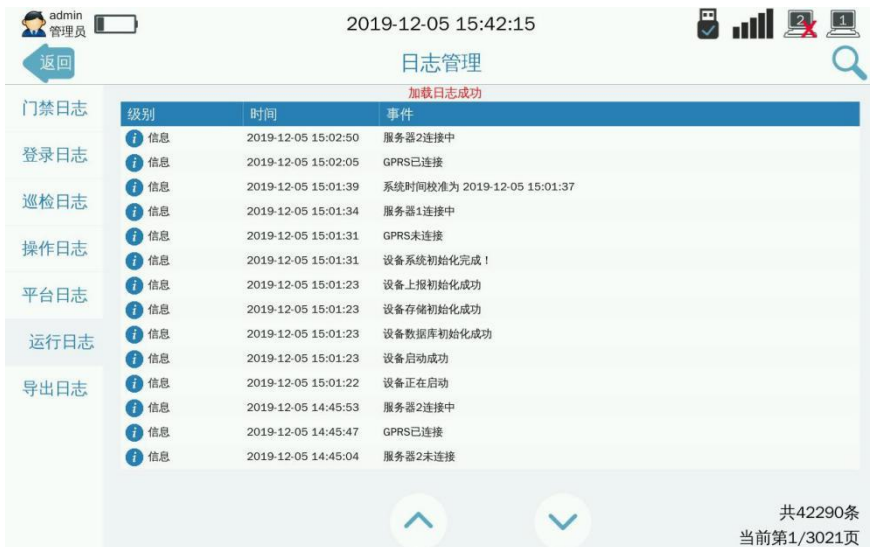 admin
管理员
2019-12-05 15:42:15
2
1
返回
日志管理
加载日志成功
门禁日志
登录日志
巡检日志
操作日志
平台日志
运行日志
导出日志
级别 时间 事件
信息 2019-12-05 15:02:50 服务器2连接中
信息 2019-12-05 15:02:05 GPRS已连接
信息 2019-12-05 15:01:39 系统时间校准为 2019-12-05 15:01:37
信息 2019-12-05 15:01:34 服务器1连接中
信息 2019-12-05 15:01:31 GPRS未连接
信息 2019-12-05 15:01:31 设备系统初始化完成！
信息 2019-12-05 15:01:23 设备上报初始化成功
信息 2019-12-05 15:01:23 设备存储初始化成功
信息 2019-12-05 15:01:23 设备数据库初始化成功
信息 2019-12-05 15:01:23 设备启动成功
信息 2019-12-05 15:01:22 设备正在启动
信息 2019-12-05 14:45:53 服务器2连接中
信息 2019-12-05 14:45:47 GPRS已连接
信息 2019-12-05 14:45:04 服务器2未连接
共42290条
当前第1/3021页